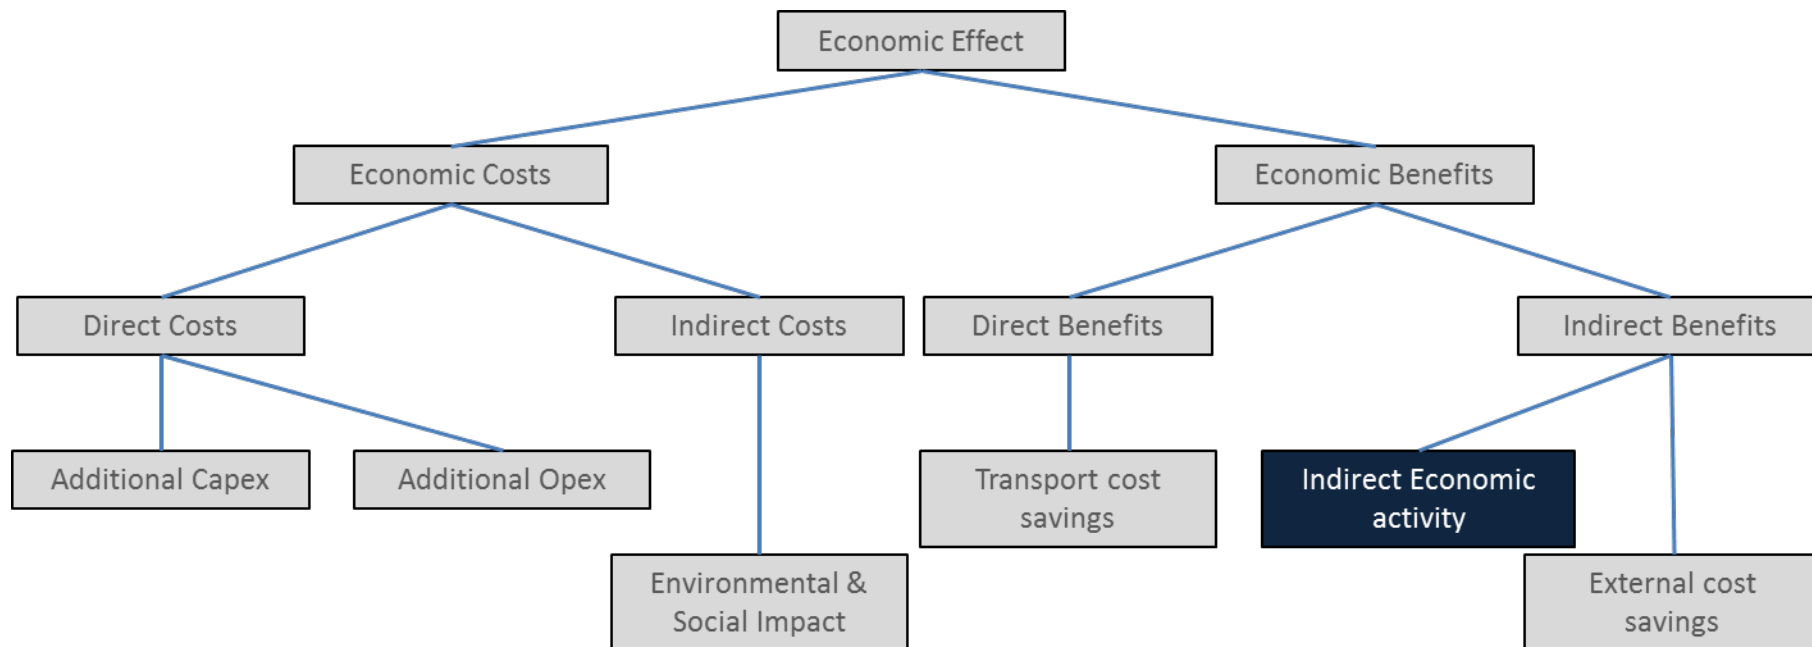 Economic Effect
Economic Costs
Economic Benefits
Direct Costs
Indirect Costs
Direct Benefits
Indirect Benefits
Additional Capex
Additional Opex
Transport cost
savings
Indirect Economic
activity
Environmental &
Social Impact
External cost
savings